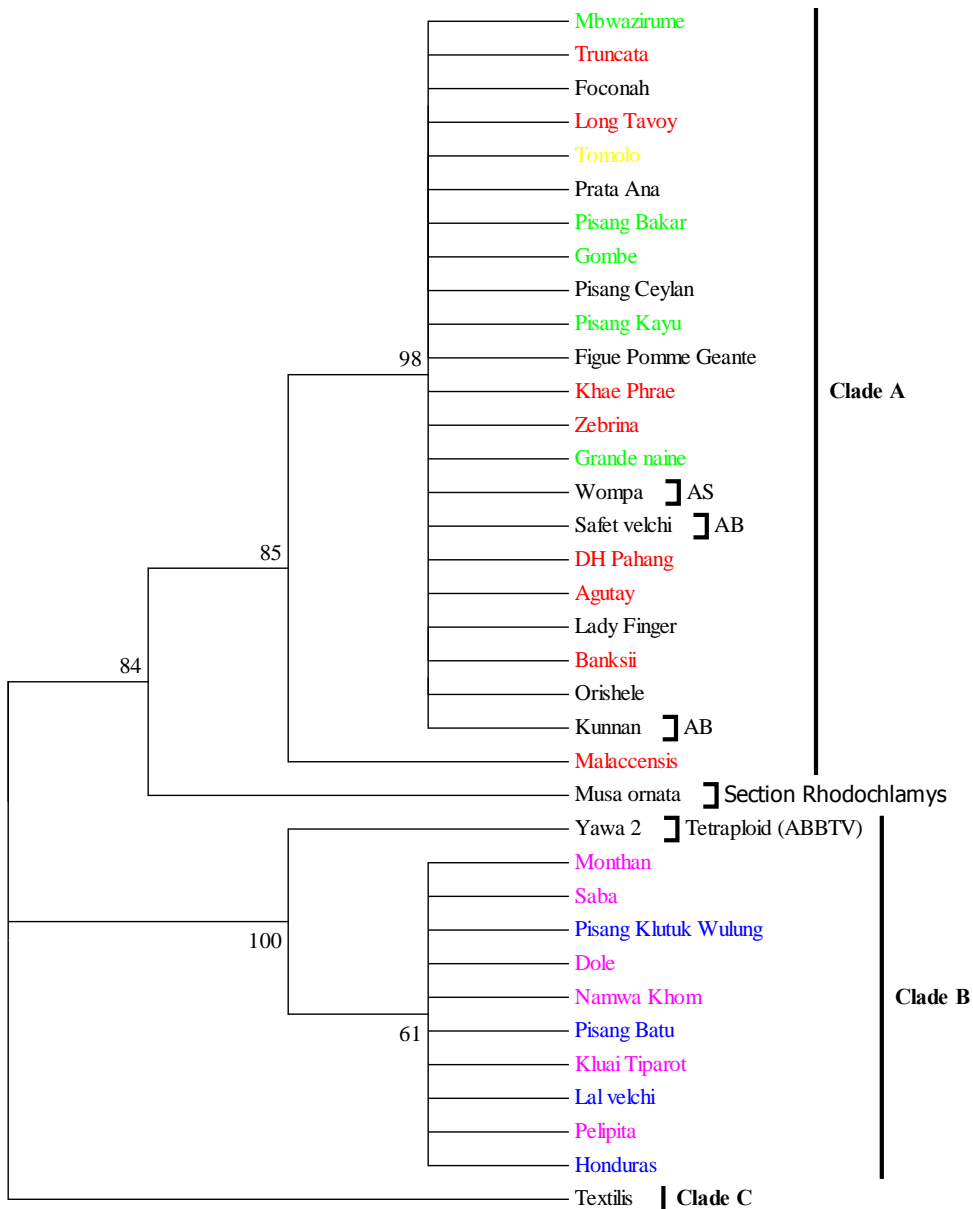 Mbwazirume
Truncata
Foconah
Long Tavoy
Tomolo
Prata Ana
Pisang Bakar
Gombe
Pisang Ceylan
Pisang Kayu
98
Figue Pomme Geante
Khae Phrae
Clade A
Zebrina
Grande naine
Wompa
AS
Safet velchi
AB
85
DH Pahang
Agutay
Lady Finger
84
Banksii
Orishele
Kunnan
AB
Malaccensis
Musa ornata
Section Rhodochlamys
Yawa 2
Tetraploid (ABBTV)
Monthan
Saba
Pisang Klutuk Wulung
100
Dole
Namwa Khom
Clade B
61
Pisang Batu
Kluai Tiparot
Lal velchi
Pelipita
Honduras
Textilis
Clade C